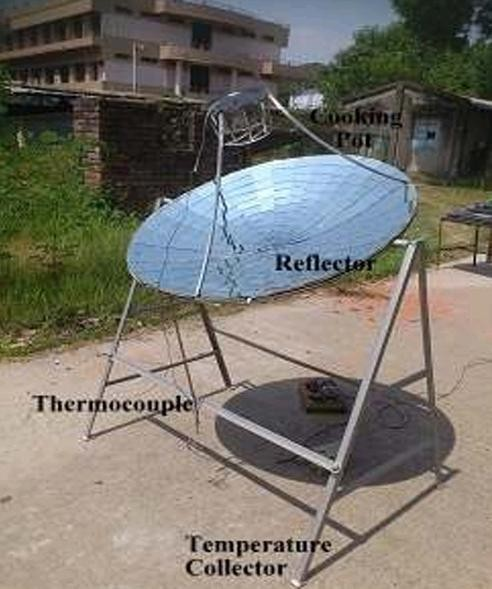 Cooking
Pot
Reflector
Thermocouple
Temperature
Collector